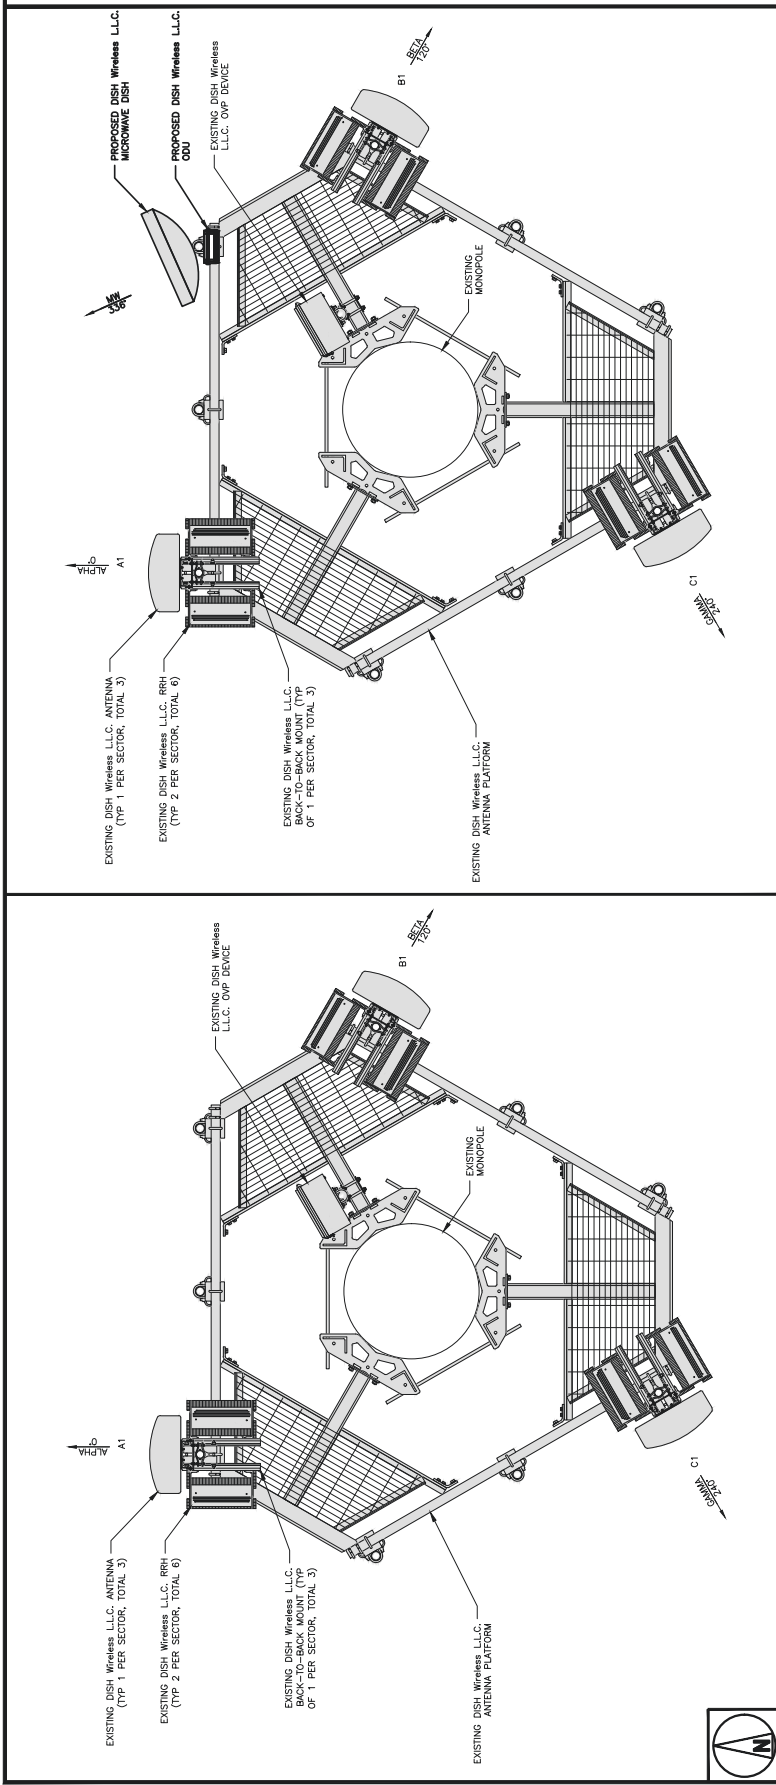 EXISTING DISH Wireless L.L.C. ANTENNA
(TYP 1 PER SECTOR, TOTAL 3)
EXISTING DISH Wireless L.L.C. RRH
(TYP 2 PER SECTOR, TOTAL 6)
EXISTING DISH Wireless L.L.C.
BACK-TO-BACK MOUNT (TYP
OF 1 PER SECTOR, TOTAL 3)
EXISTING DISH Wireless L.L.C.
ANTENNA PLATFORM
ALPHA
0°
A1
EXISTING DISH Wireless
L.L.C. OVP DEVICE
BETA
120°
B1
EXISTING
MONOPOLE
C1
GAMMA
240°
N
EXISTING DISH Wireless L.L.C. ANTENNA
(TYP 1 PER SECTOR, TOTAL 3)
EXISTING DISH Wireless L.L.C. RRH
(TYP 2 PER SECTOR, TOTAL 6)
EXISTING DISH Wireless L.L.C.
BACK-TO-BACK MOUNT (TYP
OF 1 PER SECTOR, TOTAL 3)
EXISTING DISH Wireless L.L.C.
ANTENNA PLATFORM
ALPHA
0°
A1
MW
336°
PROPOSED DISH Wireless L.L.C.
MICROWAVE DISH
PROPOSED DISH Wireless L.L.C.
ODU
EXISTING DISH Wireless
L.L.C. OVP DEVICE
BETA
120°
B1
EXISTING
MONOPOLE
C1
GAMMA
240°